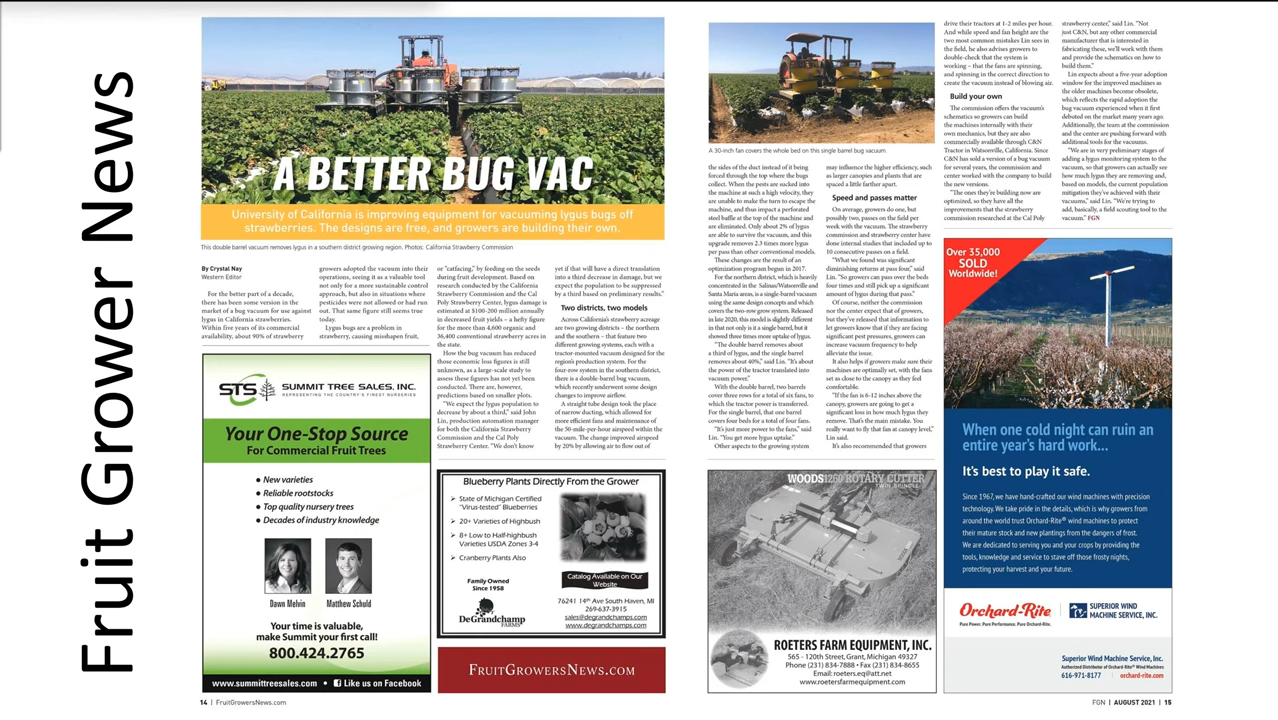 Fruit Grower News
A BETTER BUG VAC
University of California is improving equipment for vacuuming lygus bugs off
strawberries. The designs are free, and growers are building their own.
This double barrel vacuum removes lygus in a southern district growing region. Photos: California Strawberry Commission
By Crystal Nay
Western Editor
For the better part of a decade,
there has been some version in the
market of a bug vacuum for use against
lygus in California strawberries.
Within five years of its commercial
availability, about 90% of strawberry
growers adopted the vacuum into their
operations, seeing it as a valuable tool
not only for a more sustainable control
approach, but also in situations where
pesticides were not allowed or had run
out. That same figure still seems true
today.
Lygus bugs are a problem in
strawberry, causing misshapen fruit,
or "catfacing," by feeding on the seeds
during fruit development. Based on
research conducted by the California
Strawberry Commission and the Cal
Poly Strawberry Center, lygus damage is
estimated at $100-200 million annually
in decreased fruit yields – a hefty figure
for the more than 4,600 organic and
36,400 conventional strawberry acres in
the state.
How the bug vacuum has reduced
those economic loss figures is still
unknown, as a large-scale study to
assess these figures has not yet been
conducted. There are, however,
predictions based on smaller plots.
"We expect the lygus population to
decrease by about a third," said John
Lin, production automation manager
for both the California Strawberry
Commission and the Cal Poly
Strawberry Center. "We don't know
yet if that will have a direct translation
into a third decrease in damage, but we
expect the population to be suppressed
by a third based on preliminary results."
Two districts, two models
Across California's strawberry acreage
are two growing districts – the northern
and the southern – that feature two
different growing systems, each with a
tractor-mounted vacuum designed for the
region's production system. For the
four-row system in the southern district,
there is a double-barrel bug vacuum,
which recently underwent some design
changes to improve airflow.
A straight tube design took the place
of narrow ducting, which allowed for
more efficient fans and maintenance of
the 50-mile-per-hour airspeed within the
vacuum. The change improved airspeed
by 20% by allowing air to flow out of
STS
SUMMIT TREE SALES, INC.
REPRESENTING THE COUNTRY'S FINEST NURSERIES
Your One-Stop Source
For Commercial Fruit Trees
● New varieties
● Reliable rootstocks
● Top quality nursery trees
● Decades of industry knowledge
Dawn Melvin
Matthew Schuld
Your time is valuable,
make Summit your first call!
800.424.2765
www.summittreesales.com • Like us on Facebook
Blueberry Plants Directly From the Grower
➢ State of Michigan Certified
"Virus-tested" Blueberries
➢ 20+ Varieties of Highbush
➢ 8+ Low to Half-highbush
Varieties USDA Zones 3-4
➢ Cranberry Plants Also
Family Owned
Since 1958
DeGrandchamp
FARMS
Catalog Available on Our
Website
76241 14th Ave South Haven, MI
269-637-3915
sales@degrandchamps.com
www.degrandchamps.com
FRUITGROWERSNEWS.COM
14 | FruitGrowersNews.com
A 30-inch fan covers the whole bed on this single barrel bug vacuum.
the sides of the duct instead of it being
forced through the top where the bugs
collect. When the pests are sucked into
the machine at such a high velocity, they
are unable to make the turn to escape the
machine, and thus impact a perforated
steel baffle at the top of the machine and
are eliminated. Only about 2% of lygus
are able to survive the vacuum, and this
upgrade removes 2.3 times more lygus
per pass than other conventional models.
These changes are the result of an
optimization program begun in 2017.
For the northern district, which is heavily
concentrated in the Salinas/Watsonville and
Santa Maria areas, is a single-barrel vacuum
using the same design concepts and which
covers the two-row grow system. Released
in late 2020, this model is slightly different
in that not only is it a single barrel, but it
showed three times more uptake of lygus.
"The double barrel removes about
a third of lygus, and the single barrel
removes about 40%," said Lin. "It's about
the power of the tractor translated into
vacuum power."
With the double barrel, two barrels
cover three rows for a total of six fans, to
which the tractor power is transferred.
For the single barrel, that one barrel
covers four beds for a total of four fans.
"It's just more power to the fans," said
Lin. "You get more lygus uptake."
Other aspects to the growing system
may influence the higher efficiency, such
as larger canopies and plants that are
spaced a little farther apart.
Speed and passes matter
On average, growers do one, but
possibly two, passes on the field per
week with the vacuum. The strawberry
commission and strawberry center have
done internal studies that included up to
10 consecutive passes on a field.
"What we found was significant
diminishing returns at pass four," said
Lin. "So growers can pass over the beds
four times and still pick up a significant
amount of lygus during that pass."
Of course, neither the commission
nor the center expect that of growers,
but they've released that information to
let growers know that if they are facing
significant pest pressures, growers can
increase vacuum frequency to help
alleviate the issue.
It also helps if growers make sure their
machines are optimally set, with the fans
set as close to the canopy as they feel
comfortable.
"If the fan is 6-12 inches above the
canopy, growers are going to get a
significant loss in how much lygus they
remove. That's the main mistake. You
really want to fly that fan at canopy level,"
Lin said.
It's also recommended that growers
drive their tractors at 1-2 miles per hour.
And while speed and fan height are the
two most common mistakes Lin sees in
the field, he also advises growers to
double-check that the system is
working – that the fans are spinning,
and spinning in the correct direction to
create the vacuum instead of blowing air.
Build your own
The commission offers the vacuum's
schematics so growers can build
the machines internally with their
own mechanics, but they are also
commercially available through C&N
Tractor in Watsonville, California. Since
C&N has sold a version of a bug vacuum
for several years, the commission and
center worked with the company to build
the new versions.
"The ones they're building now are
optimized, so they have all the
improvements that the strawberry
commission researched at the Cal Poly
strawberry center," said Lin. "Not
just C&N, but any other commercial
manufacturer that is interested in
fabricating these, we'll work with them
and provide the schematics on how to
build them."
Lin expects about a five-year adoption
window for the improved machines as
the older machines become obsolete,
which reflects the rapid adoption the
bug vacuum experienced when it first
debuted on the market many years ago.
Additionally, the team at the commission
and the center are pushing forward with
additional tools for the vacuums.
"We are in very preliminary stages of
adding a lygus monitoring system to the
vacuum, so that growers can actually see
how much lygus they are removing and,
based on models, the current population
mitigation they've achieved with their
vacuums," said Lin. "We're trying to
add, basically, a field scouting tool to the
vacuum." FGN
WOODS 1260 ROTARY CUTTER
TWIN SPINDLE
ROETERS FARM EQUIPMENT, INC.
565 - 120th Street, Grant, Michigan 49327
Phone (231) 834-7888 • Fax (231) 834-8655
Email: roeters.eq@att.net
www.roetersfarmequipment.com
Over 35,000
SOLD
Worldwide!
When one cold night can ruin an
entire year's hard work...
It's best to play it safe.
Since 1967, we have hand-crafted our wind machines with precision
technology. We take pride in the details, which is why growers from
around the world trust Orchard-Rite® wind machines to protect
their mature stock and new plantings from the dangers of frost.
We are dedicated to serving you and your crops by providing the
tools, knowledge and service to stave off those frosty nights,
protecting your harvest and your future.
Orchard-Rite
Pure Power. Pure Performance. Pure Orchard-Rite.
SUPERIOR WIND
MACHINE SERVICE, INC.
Superior Wind Machine Service, Inc.
Authorized Distributor of Orchard-Rite® Wind Machines
616-971-8177 | orchard-rite.com
FGN | AUGUST 2021 | 15